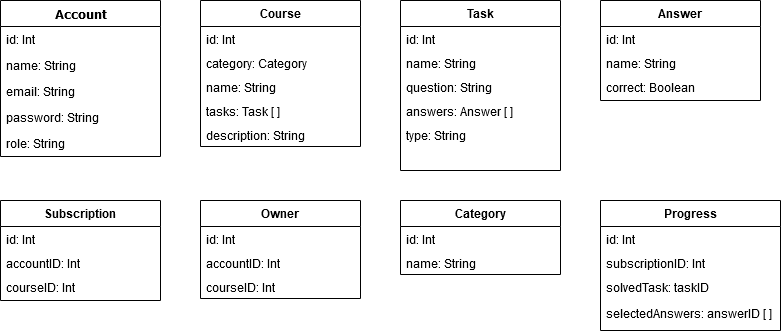 Account
id: Int
name: String
email: String
password: String
role: String
Course
id: Int
category: Category
name: String
tasks: Task [ ]
description: String
Task
id: Int
name: String
question: String
answers: Answer [ ]
type: String
Answer
id: Int
name: String
correct: Boolean
Subscription
id: Int
accountID: Int
courseID: Int
Owner
id: Int
accountID: Int
courseID: Int
Category
id: Int
name: String
Progress
id: Int
subscriptionID: Int
solvedTask: taskID
selectedAnswers: answerID [ ]